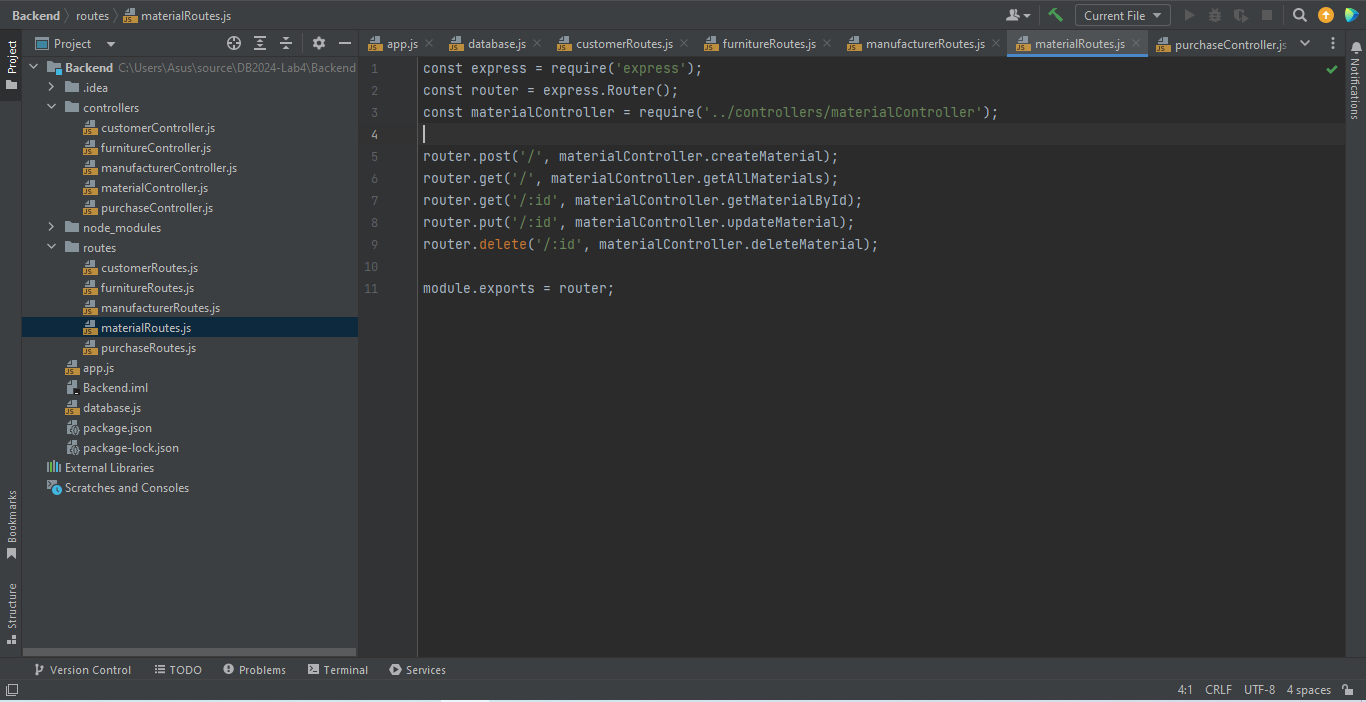 Backend routes materialRoutes.js Current File
Project
Project
app.js database.js customerRoutes.js furnitureRoutes.js manufacturerRoutes.js materialRoutes.js purchaseController.js
Notifications
Backend C:\Users\Asus\source\DB2024-Lab4\Backend
.idea
controllers
customerController.js
furnitureController.js
manufacturerController.js
materialController.js
purchaseController.js
node_modules
routes
customerRoutes.js
furnitureRoutes.js
manufacturerRoutes.js
materialRoutes.js
purchaseRoutes.js
app.js
Backend.iml
database.js
package.json
package-lock.json
External Libraries
Scratches and Consoles
1 const express = require('express');
2 const router = express.Router();
3 const materialController = require('../controllers/materialController');
4
5 router.post('/', materialController.createMaterial);
6 router.get('/', materialController.getAllMaterials);
7 router.get('/:id', materialController.getMaterialById);
8 router.put('/:id', materialController.updateMaterial);
9 router.delete('/:id', materialController.deleteMaterial);
10
11 module.exports = router;
Bookmarks
Structure
Version Control TODO Problems Terminal Services
4:1 CRLF UTF-8 4 spaces